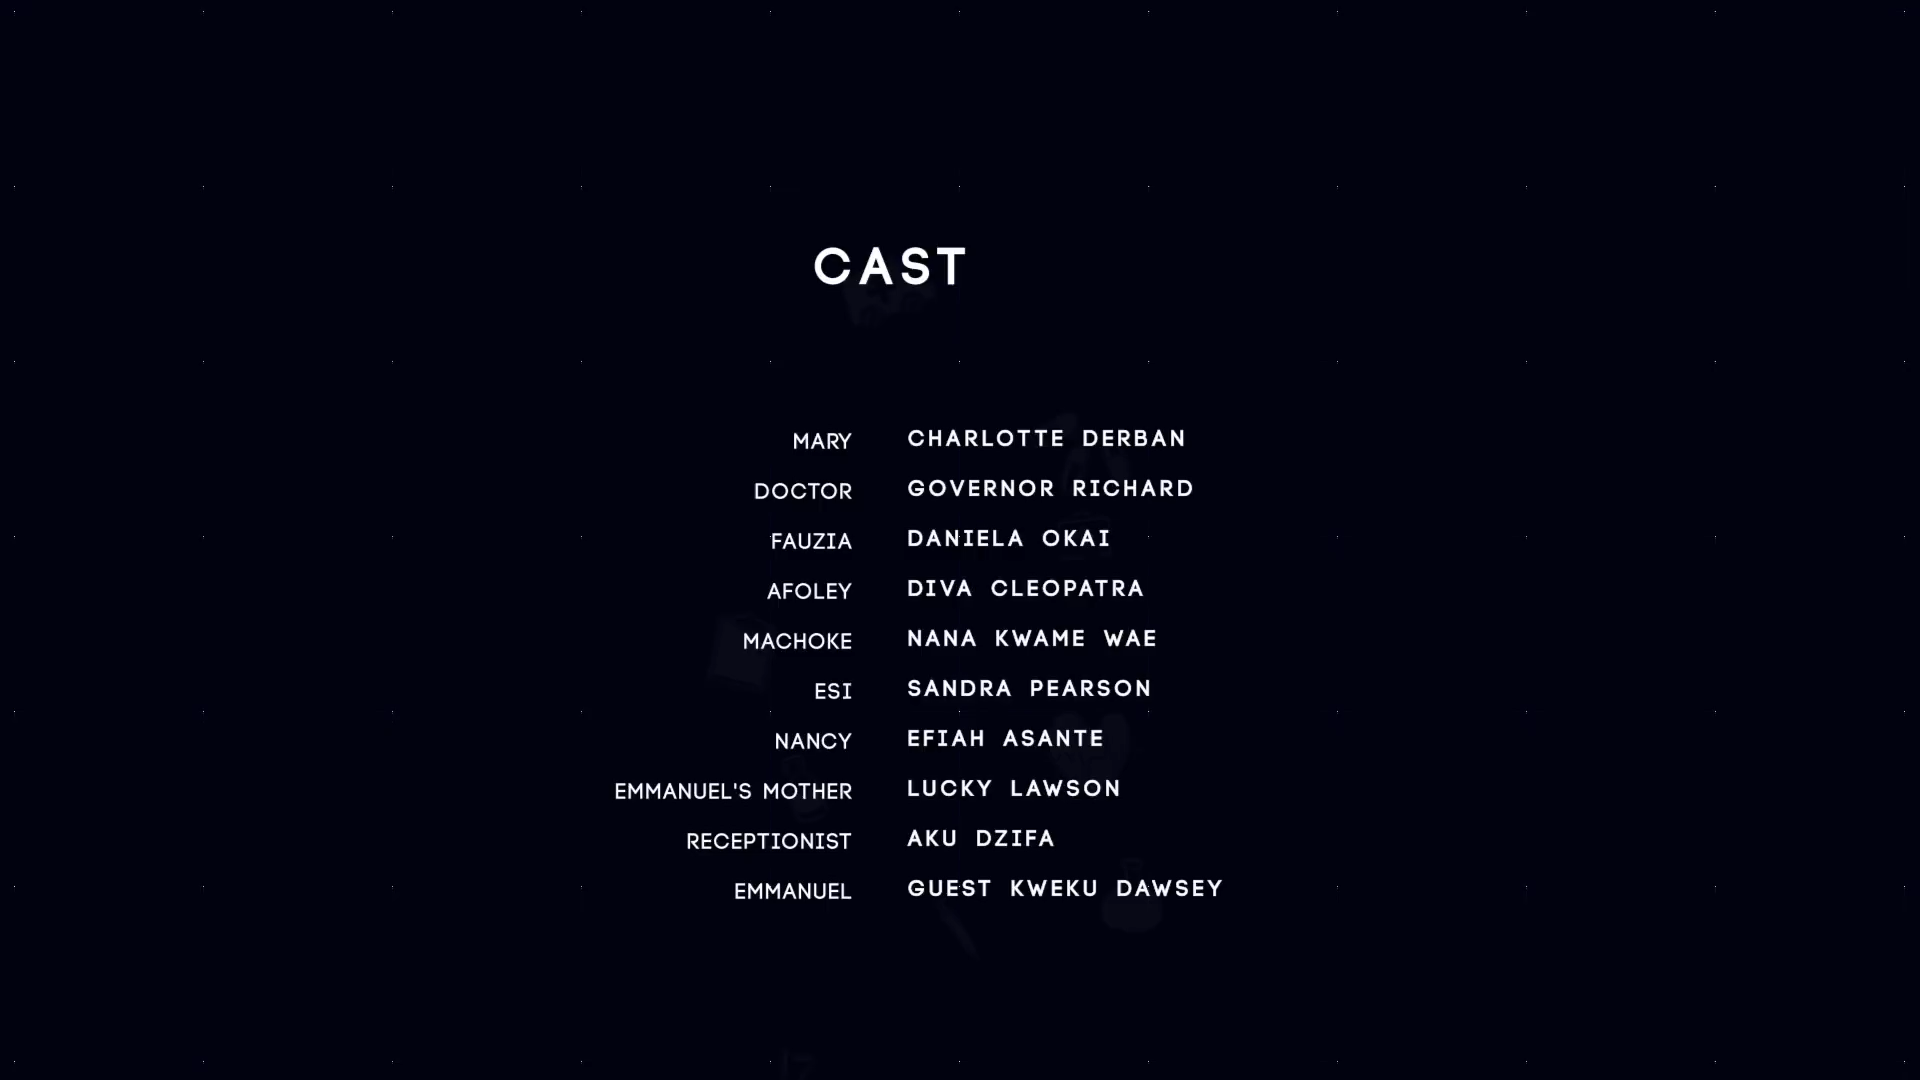 CAST
MARY CHARLOTTE DERBAN
DOCTOR GOVERNOR RICHARD
FAUZIA DANIELA OKAI
AFOLEY DIVA CLEOPATRA
MACHOKE NANA KWAME WAE
ESI SANDRA PEARSON
NANCY EFIAH ASANTE
EMMANUEL'S MOTHER LUCKY LAWSON
RECEPTIONIST AKU DZIFA
EMMANUEL GUEST KWEKU DAWSEY